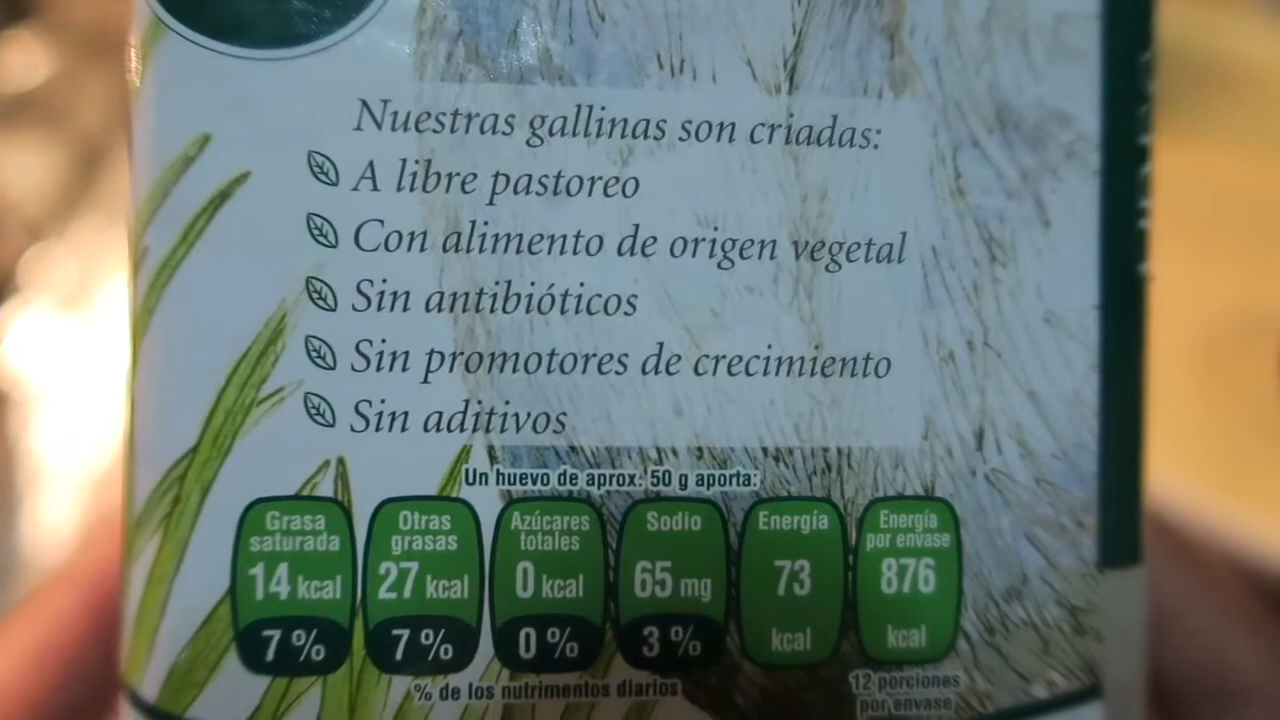 Nuestras gallinas son criadas:
A libre pastoreo
Con alimento de origen vegetal
Sin antibióticos
Sin promotores de crecimiento
Sin aditivos
Un huevo de aprox. 50 g aporta:
Grasa saturada
14 kcal
7 %
Otras grasas
27 kcal
7 %
Azúcares totales
0 kcal
0 %
Sodio
65 mg
3 %
Energía
73
kcal
Energía por envase
876
kcal
% de los nutrimentos diarios
12 porciones
por envase